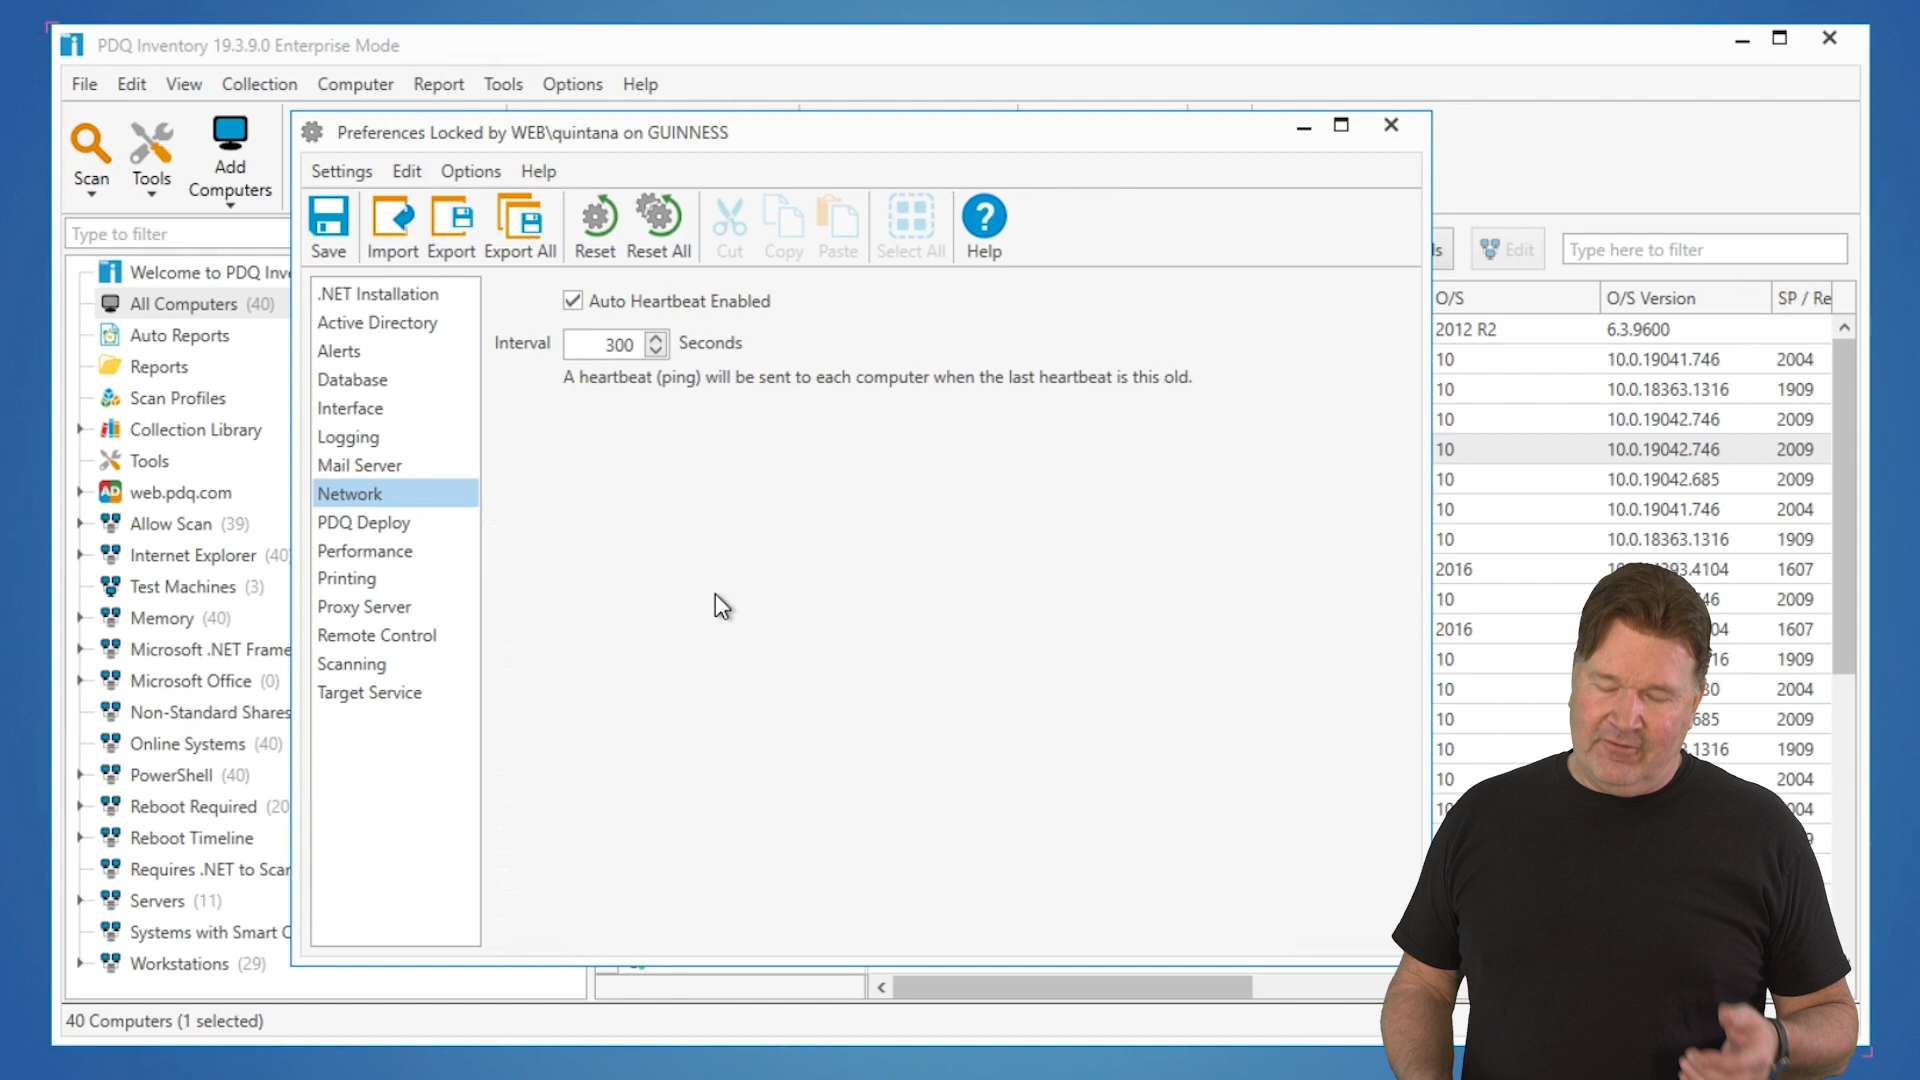 PDQ Inventory 19.3.9.0 Enterprise Mode
File Edit View Collection Computer Report Tools Options Help
Scan
Tools
Add Computers
Preferences Locked by WEB\quintana on GUINNESS
Settings Edit Options Help
Save Import Export Export All Reset Reset All Cut Copy Paste Select All Help
Type to filter
Edit
Type here to filter
Welcome to PDQ Inv
All Computers (40)
Auto Reports
Reports
Scan Profiles
Collection Library
Tools
AD web.pdq.com
Allow Scan (39)
Internet Explorer (40
Test Machines (3)
Memory (40)
Microsoft .NET Frame
Microsoft Office (0)
Non-Standard Shares
Online Systems (40)
PowerShell (40)
Reboot Required (20
Reboot Timeline
Requires .NET to Scan
Servers (11)
Systems with Smart C
Workstations (29)
.NET Installation
Active Directory
Alerts
Database
Interface
Logging
Mail Server
Network
PDQ Deploy
Performance
Printing
Proxy Server
Remote Control
Scanning
Target Service
Auto Heartbeat Enabled
Interval 300 Seconds
A heartbeat (ping) will be sent to each computer when the last heartbeat is this old.
O/S O/S Version SP / Re
2012 R2 6.3.9600
10 10.0.19041.746 2004
10 10.0.18363.1316 1909
10 10.0.19042.746 2009
10 10.0.19042.746 2009
10 10.0.19042.685 2009
10 10.0.19041.746 2004
10 10.0.18363.1316 1909
2016 1607
10 2009
2016 1607
10 1909
10 2004
10 2009
10 1909
10 2004
10
40 Computers (1 selected)